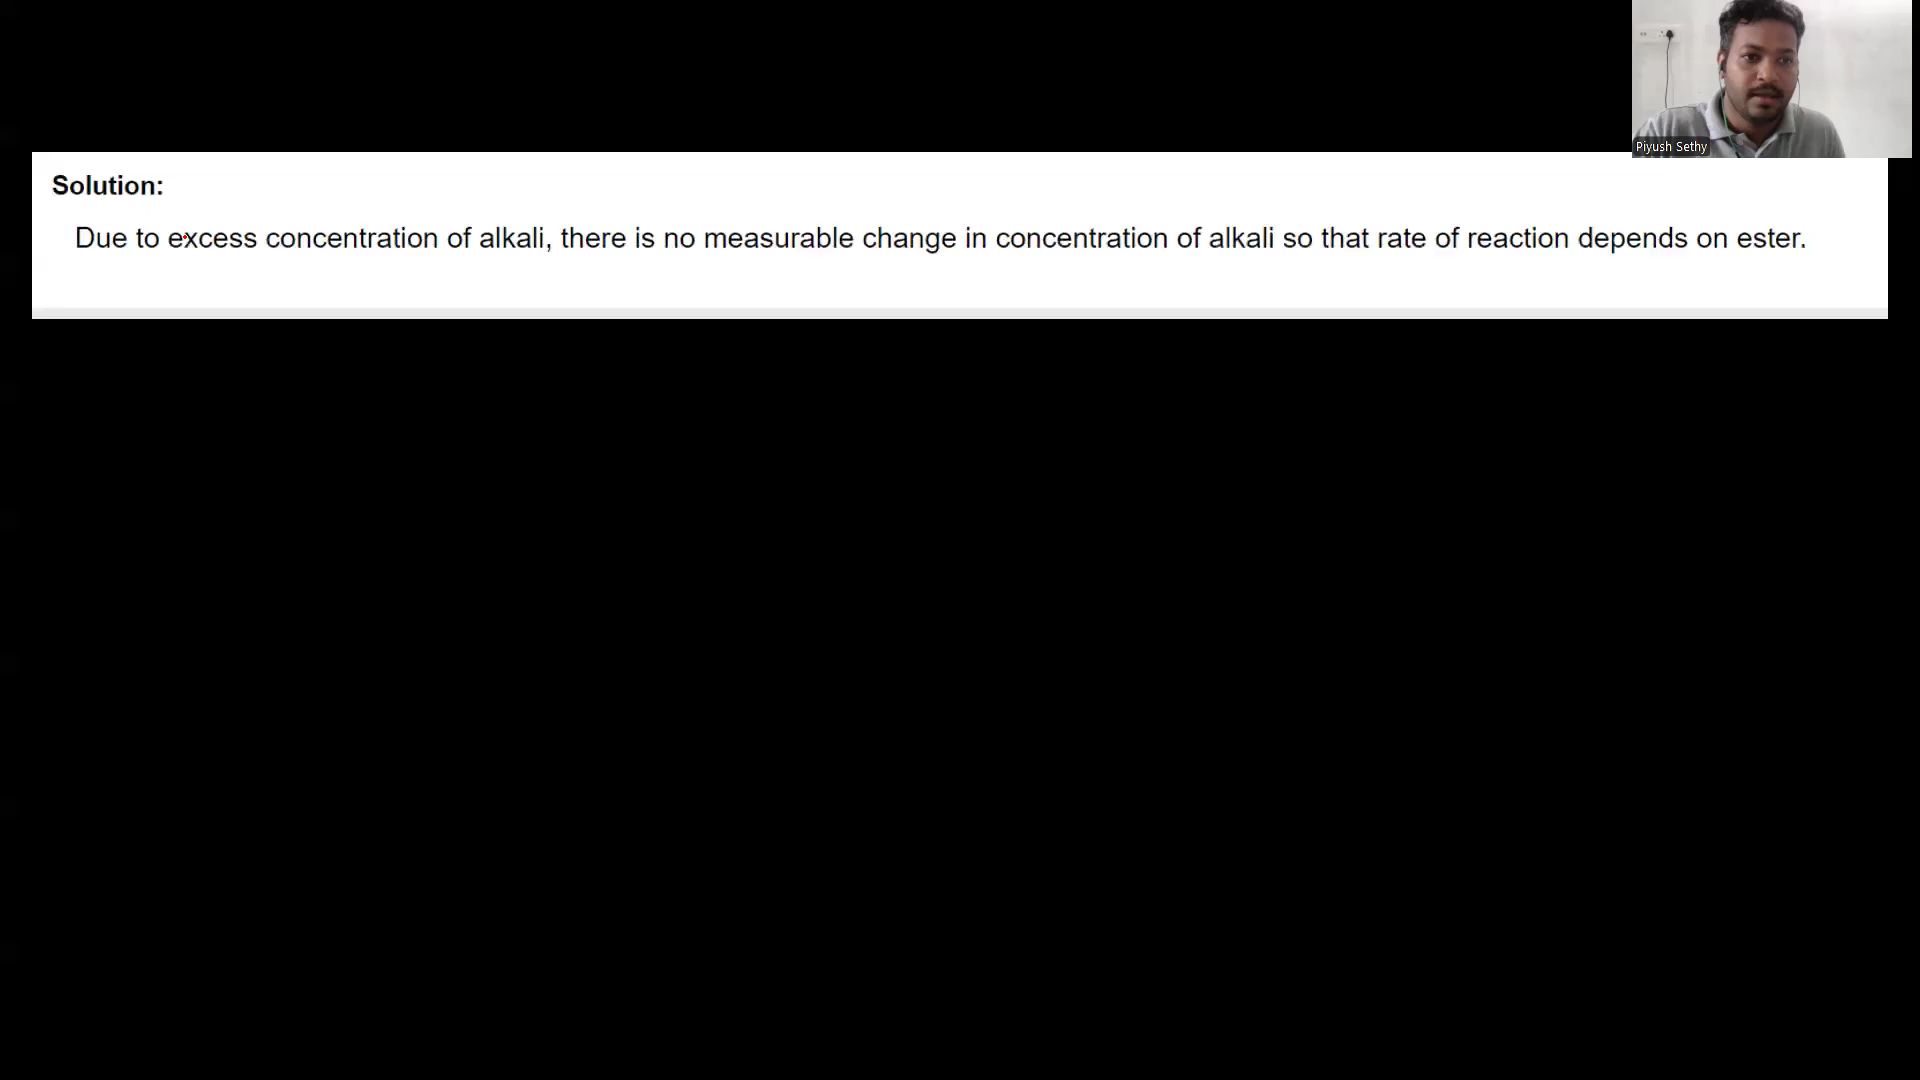 Piyush Sethy
Solution:
Due to excess concentration of alkali, there is no measurable change in concentration of alkali so that rate of reaction depends on ester.